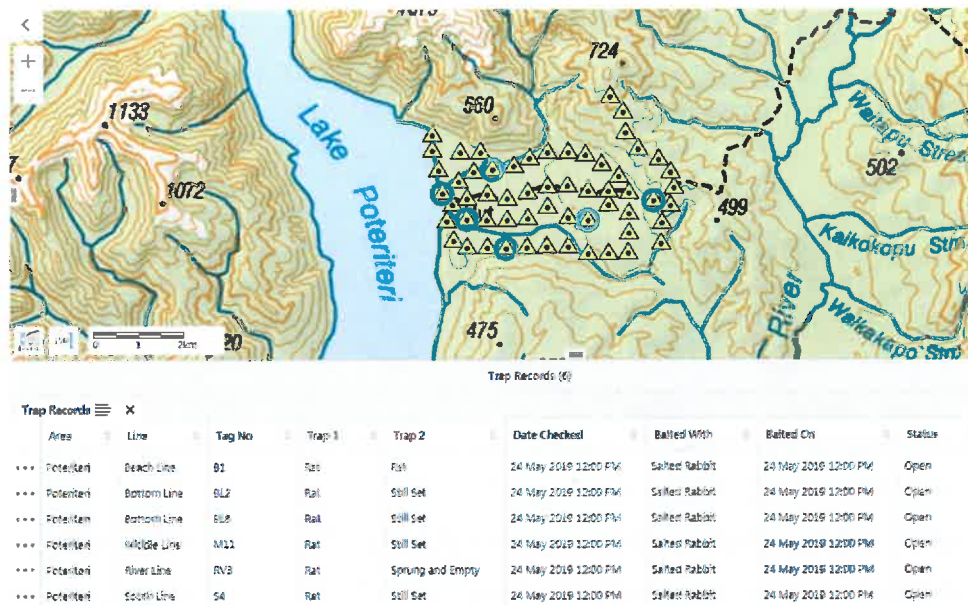 724
560
1133
1072
502
499
475
Lake
Poteriteri
River
Waitapu
Kaikokopu
0 1 2km
Trap Records (6)
Trap Records
Area Line Tag No Trap 1 Trap 2 Date Checked Baited With Baited On Status
Poteriteri Beach Line B1 Rat Rat 24 May 2019 12:00 PM Salted Rabbit 24 May 2019 12:00 PM Open
Poteriteri Bottom Line BL2 Rat Still Set 24 May 2019 12:00 PM Salted Rabbit 24 May 2019 12:00 PM Open
Poteriteri Bottom Line Rat Still Set 24 May 2019 12:00 PM Salted Rabbit 24 May 2019 12:00 PM Open
Poteriteri Middle Line M11 Rat Still Set 24 May 2019 12:00 PM Salted Rabbit 24 May 2019 12:00 PM Open
Poteriteri River Line RV3 Rat Sprung and Empty 24 May 2019 12:00 PM Salted Rabbit 24 May 2019 12:00 PM Open
Poteriteri South Line S4 Rat Still Set 24 May 2019 12:00 PM Salted Rabbit 24 May 2019 12:00 PM Open